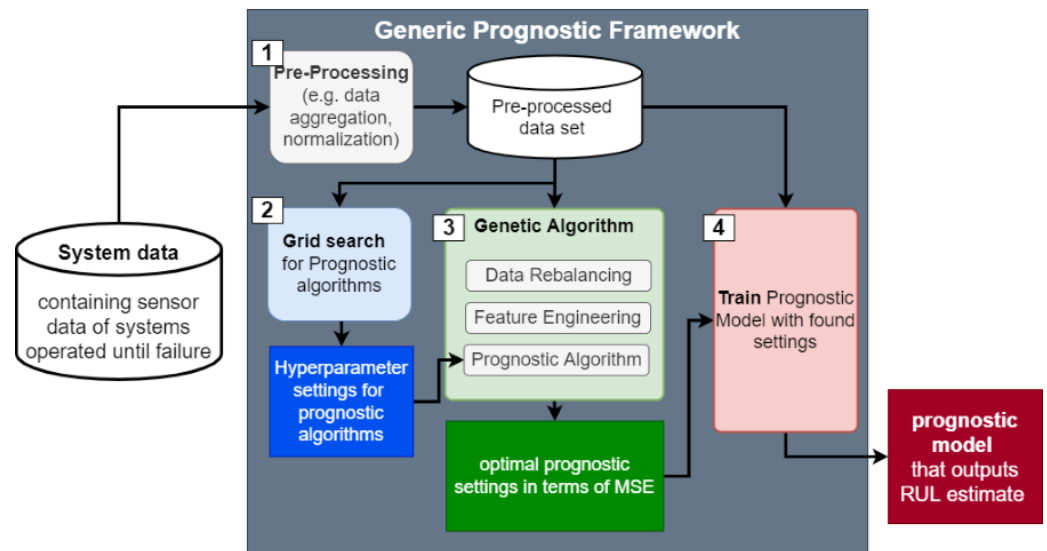 Generic Prognostic Framework
1
Pre-Processing
(e.g. data
aggregation,
normalization)
Pre-processed
data set
System data
containing sensor
data of systems
operated until failure
2
Grid search
for Prognostic
algorithms
Hyperparameter
settings for
prognostic
algorithms
3
Genetic Algorithm
Data Rebalancing
Feature Engineering
Prognostic Algorithm
optimal prognostic
settings in terms of MSE
4
Train Prognostic
Model with found
settings
prognostic
model
that outputs
RUL estimate